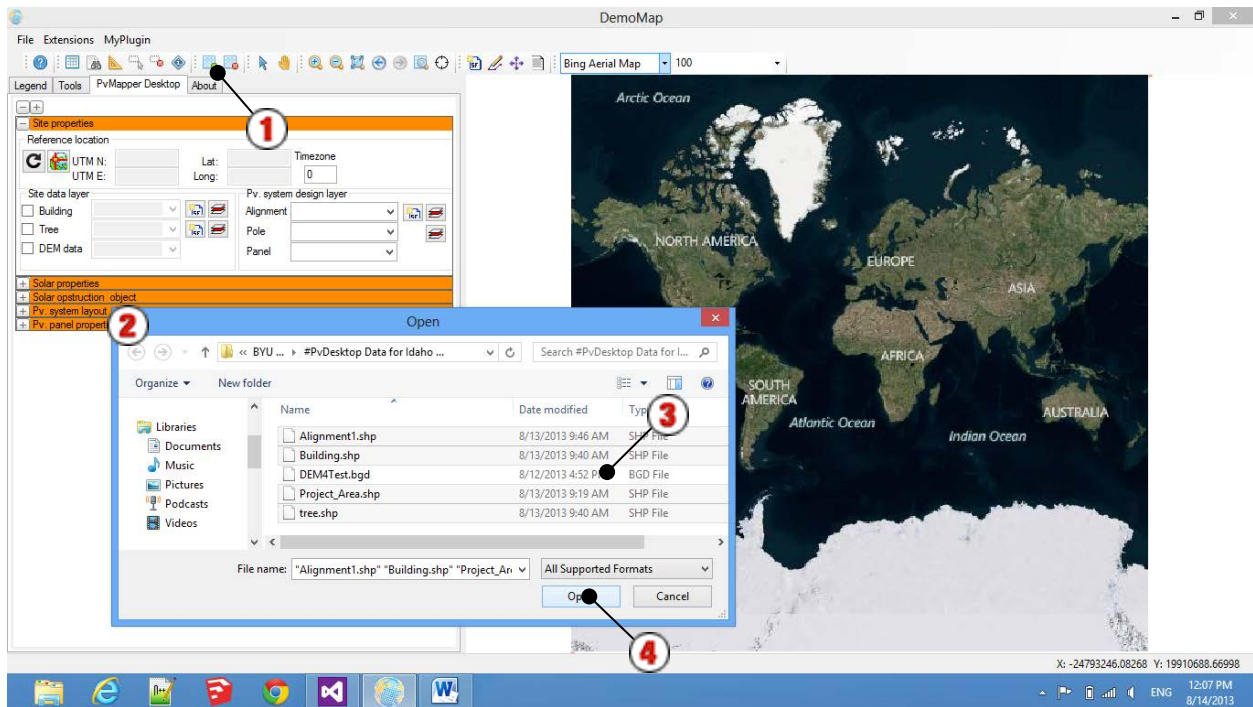 DemoMap
File Extensions MyPlugin
Bing Aerial Map 100
Legend Tools PvMapper Desktop About
1
Site properties
Reference location
UTM N: Lat: Timezone
UTM E: Long: 0
Site data layer Pv. system design layer
Building Alignment
Tree Pole
DEM data Panel
Solar properties
Solar opstruction object
Pv. system layout
Pv. panel
2
Open
« BYU ... #PvDesktop Data for Idaho ... Search #PvDesktop Data for I...
Organize New folder
Name Date modified
3
Libraries
Documents
Music
Pictures
Podcasts
Videos
Alignment1.shp 8/13/2013 9:46 AM SHP File
Building.shp 8/13/2013 9:40 AM SHP File
DEM4Test.bgd 8/12/2013 4:52 BGD File
Project_Area.shp 8/13/2013 9:19 AM SHP File
tree.shp 8/13/2013 9:40 AM SHP File
File name: "Alignment1.shp" "Building.shp" "Project_Ar All Supported Formats
Cancel
4
Arctic Ocean
NORTH AMERICA
EUROPE
ASIA
AFRICA
SOUTH AMERICA
Atlantic Ocean
Indian Ocean
AUSTRALIA
X: -24793246.08268 Y: 19910688.66998
ENG 12:07 PM
8/14/2013